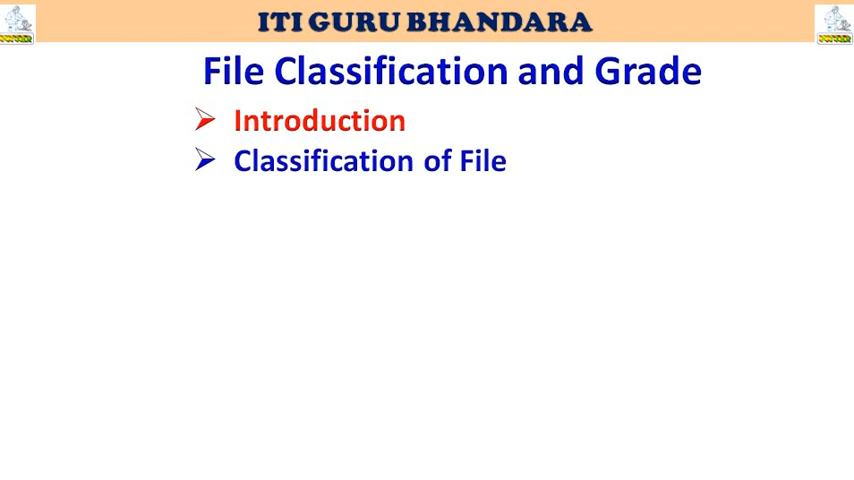 ITI GURU BHANDARA
File Classification and Grade
Introduction
Classification of File